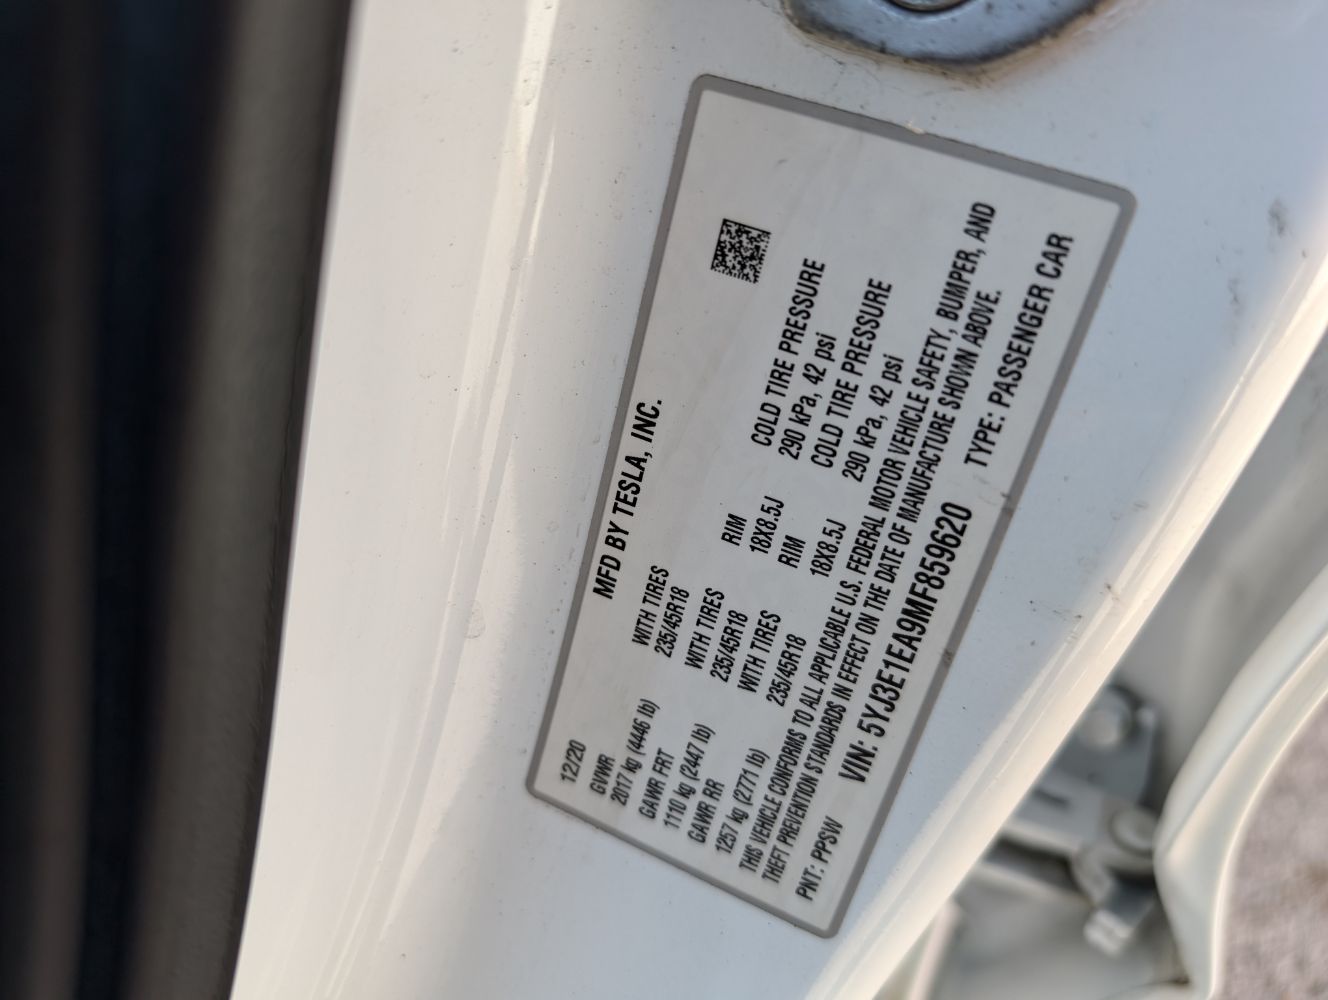 MFD BY TESLA, INC.
12/20
GVWR
2017 kg (4446 lb) WITH TIRES RIM COLD TIRE PRESSURE
235/45R18 18X8.5J 290 kPa, 42 psi
GAWR FRT WITH TIRES RIM COLD TIRE PRESSURE
1110 kg (2447 lb) 235/45R18 18X8.5J 290 kPa, 42 psi
GAWR RR WITH TIRES
1257 kg (2771 lb) 235/45R18
THIS VEHICLE CONFORMS TO ALL APPLICABLE U.S. FEDERAL MOTOR VEHICLE SAFETY, BUMPER, AND
THEFT PREVENTION STANDARDS IN EFFECT ON THE DATE OF MANUFACTURE SHOWN ABOVE.
PNT: PPSW VIN: 5YJ3E1EA9MF859620 TYPE: PASSENGER CAR